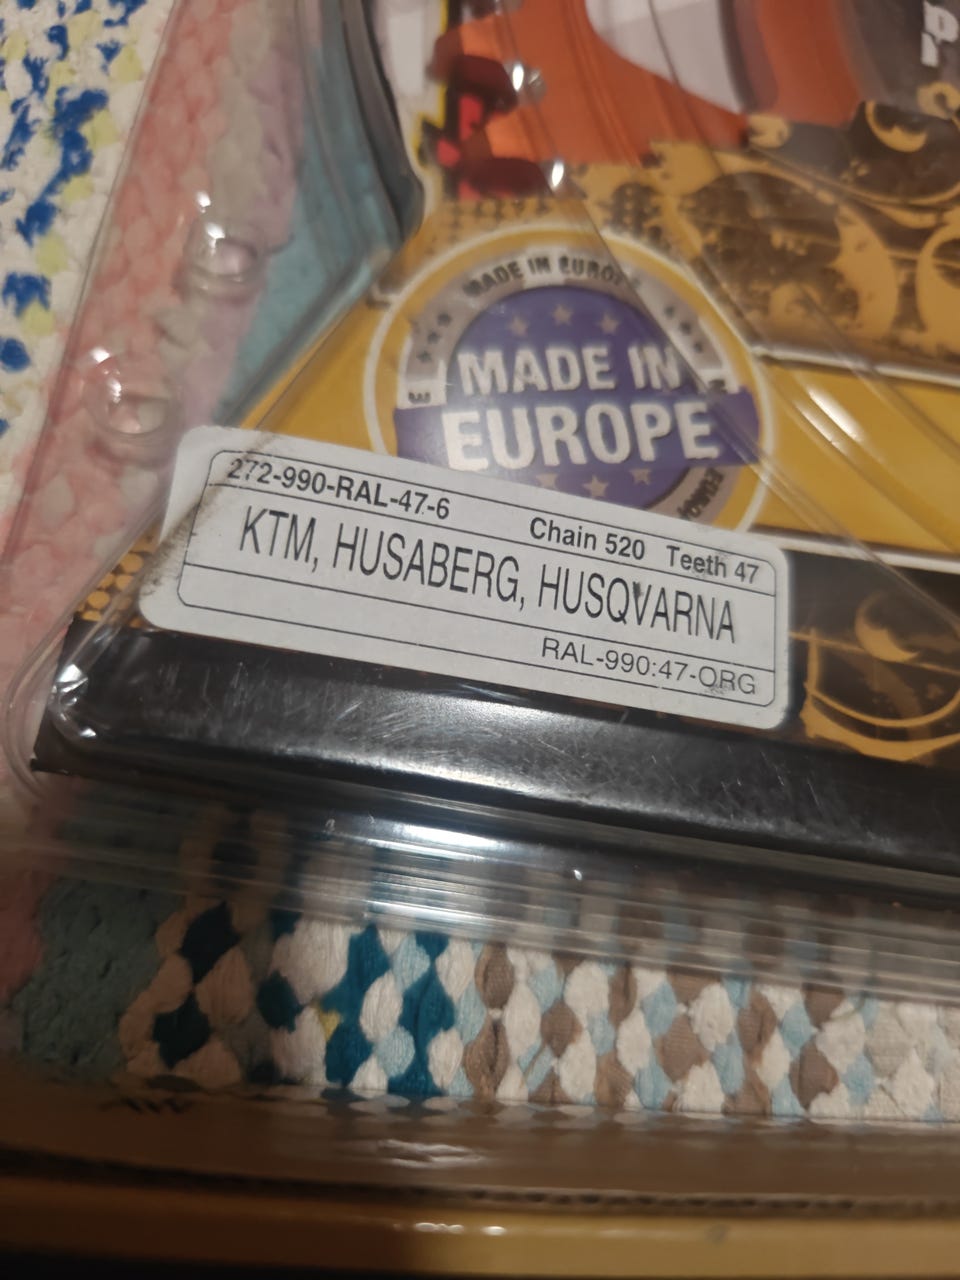 MADE IN EUROPE
MADE IN
EUROPE
272-990-RAL-47-6
Chain 520 Teeth 47
KTM, HUSABERG, HUSQVARNA
RAL-990:47-ORG